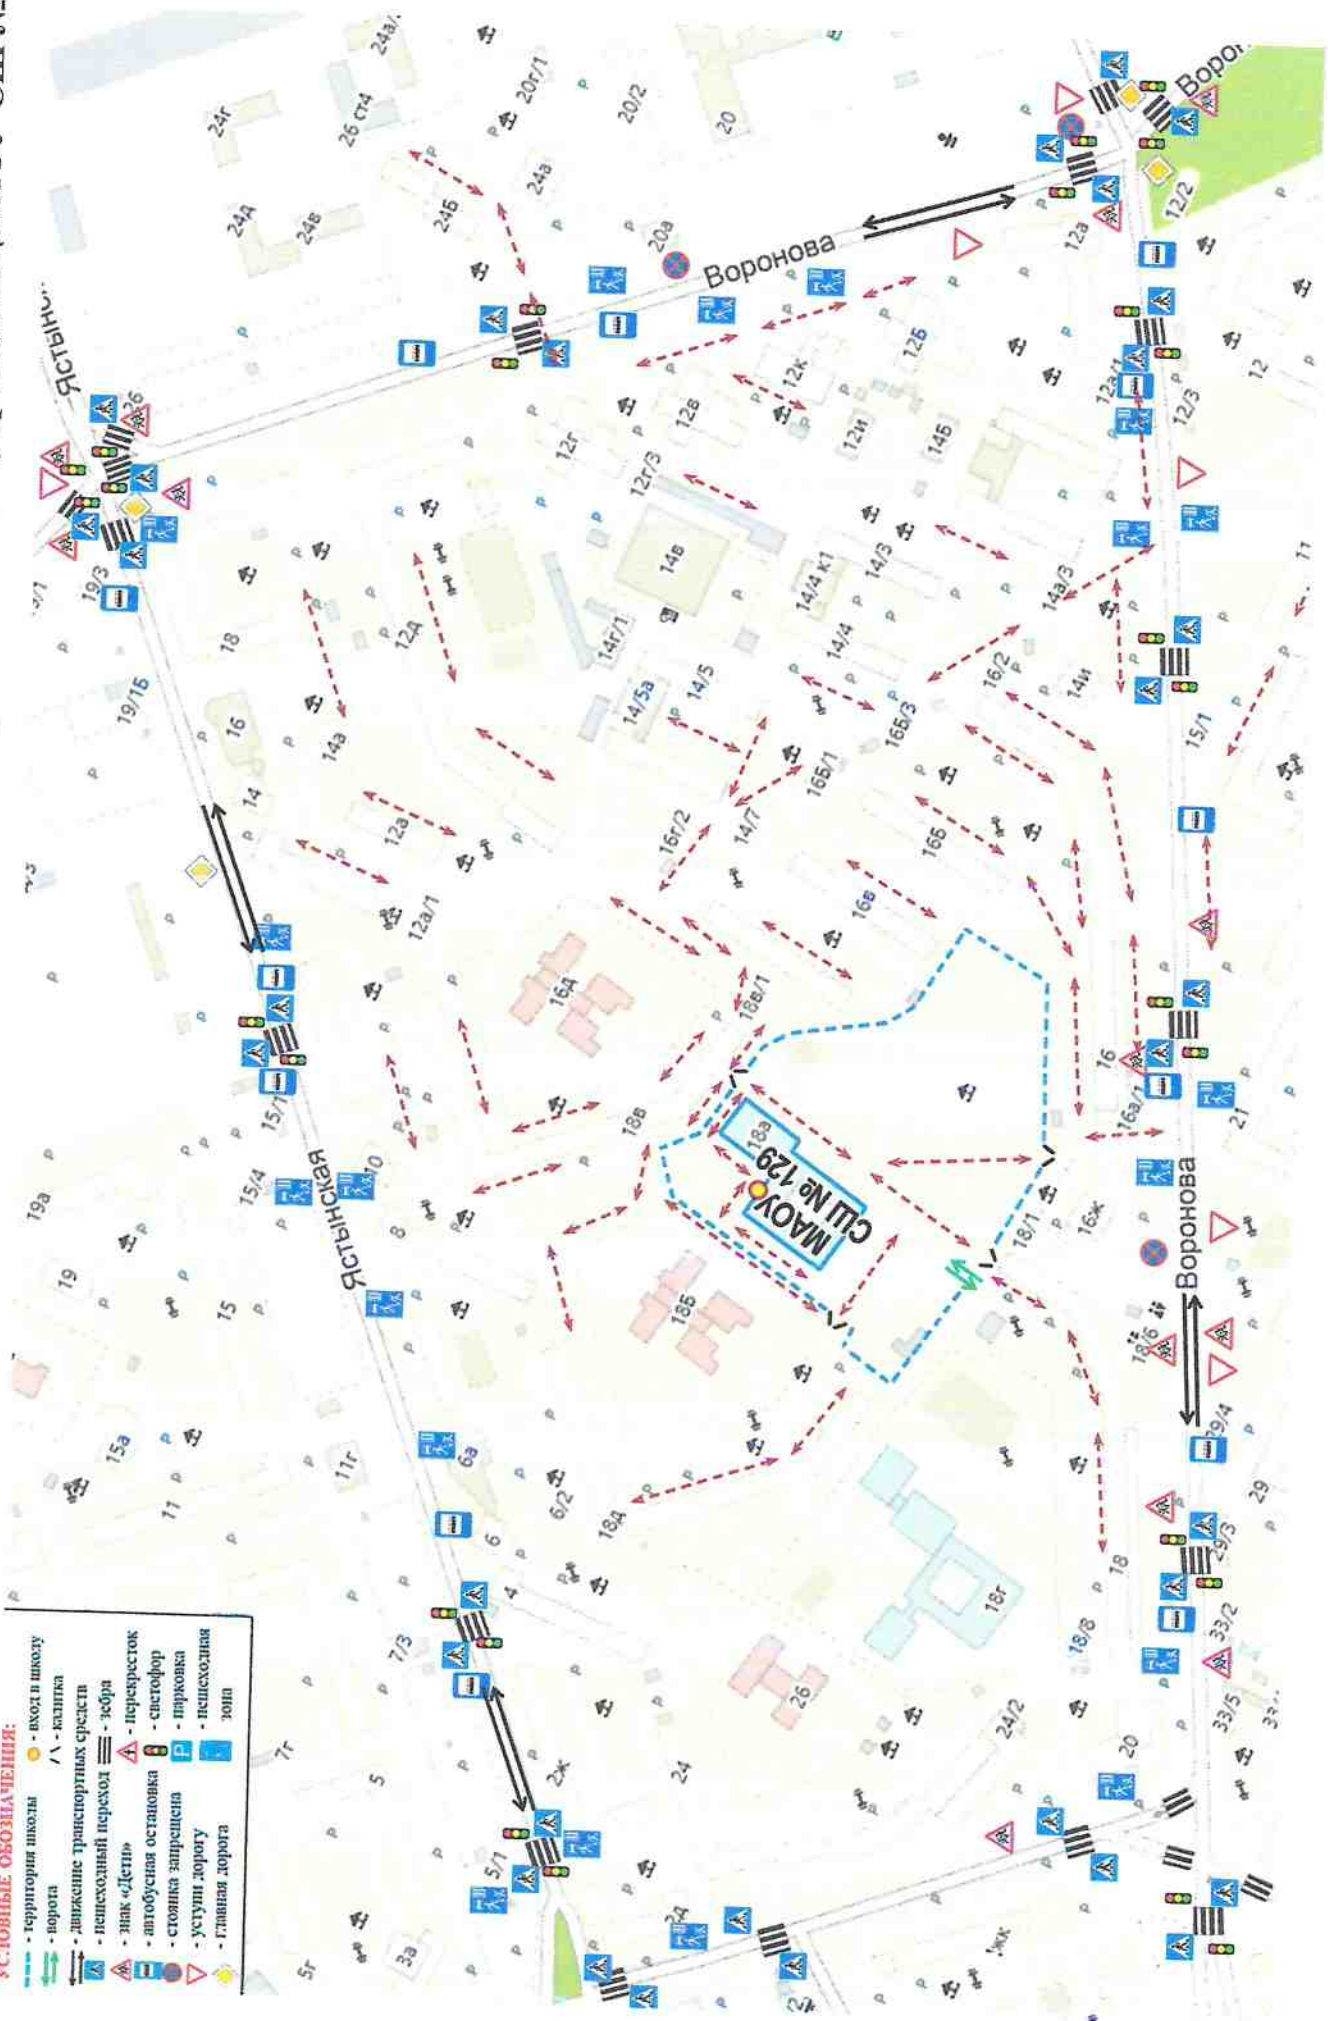 УСЛОВНЫЕ ОБОЗНАЧЕНИЯ:
- территория школы
- вход в школу
- ворота
- калитка
- движение транспортных средств
- пешеходный переход
- зебра
- знак «Дети»
- перекресток
- автобусная остановка
- светофор
- стоянка запрещена
- парковка
- уступи дорогу
- пешеходная зона
- главная дорога
Ястынская
Воронова
Воронова
МАОУ
СШ № 129
18а
19а
19
15
15а
11
11г
7/3
7г
5
5г
3а
5/1
2ж
24
26
24/2
20
18г
18
18/8
18д
6/2
6а
6
4
8
10
15/4
15/1
18Б
18в
18в/1
16Д
18/1
16ж
18/6
16
16а/1
21
29/4
29
29/3
33/2
33/5
12а/1
12а
14а
14
16
18
19/1Б
19/3
26
12Д
14г/1
14в
14/5а
14/5
16г/2
14/7
16Б/1
16Б/3
16Б
16в
14/4
14/4 К1
14/3
16/2
14а/3
14и
15/1
12г
12г/3
12в
12к
12и
12Б
14Б
12а/1
12/3
12
12а
12/2
11
20а
20
20/2
20г/1
24а
24Б
24в
24Д
24г
26 ст4